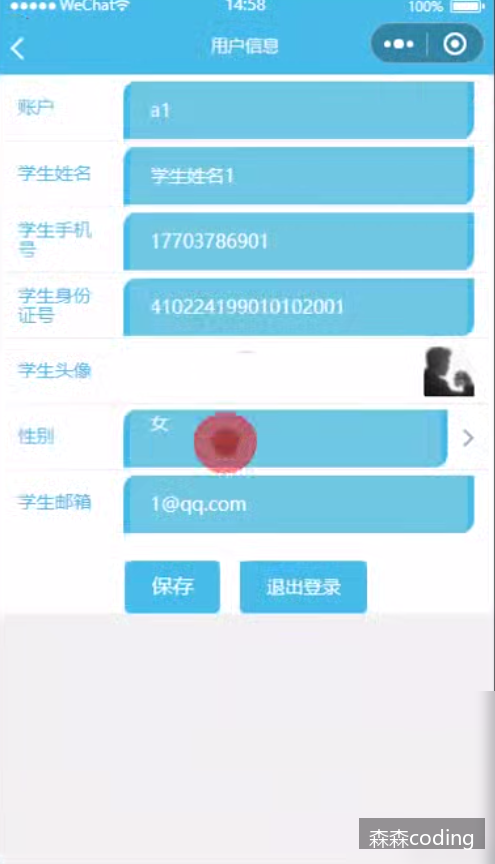 WeChat
14:58
100%
用户信息
账户
a1
学生姓名
学生姓名1
学生手机
号
17703786901
学生身份
证号
410224199010102001
学生头像
性别
女
学生邮箱
1@qq.com
保存
退出登录
森森coding